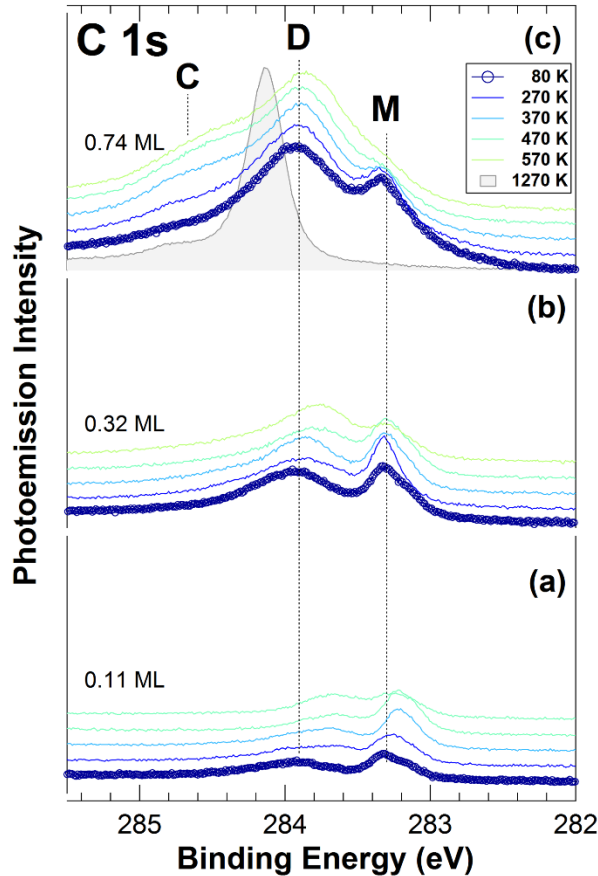 C 1s
C
D
M
(c)
80 K
270 K
370 K
470 K
570 K
1270 K
0.74 ML
(b)
0.32 ML
(a)
0.11 ML
285
284
283
282
Binding Energy (eV)
Photoemission Intensity